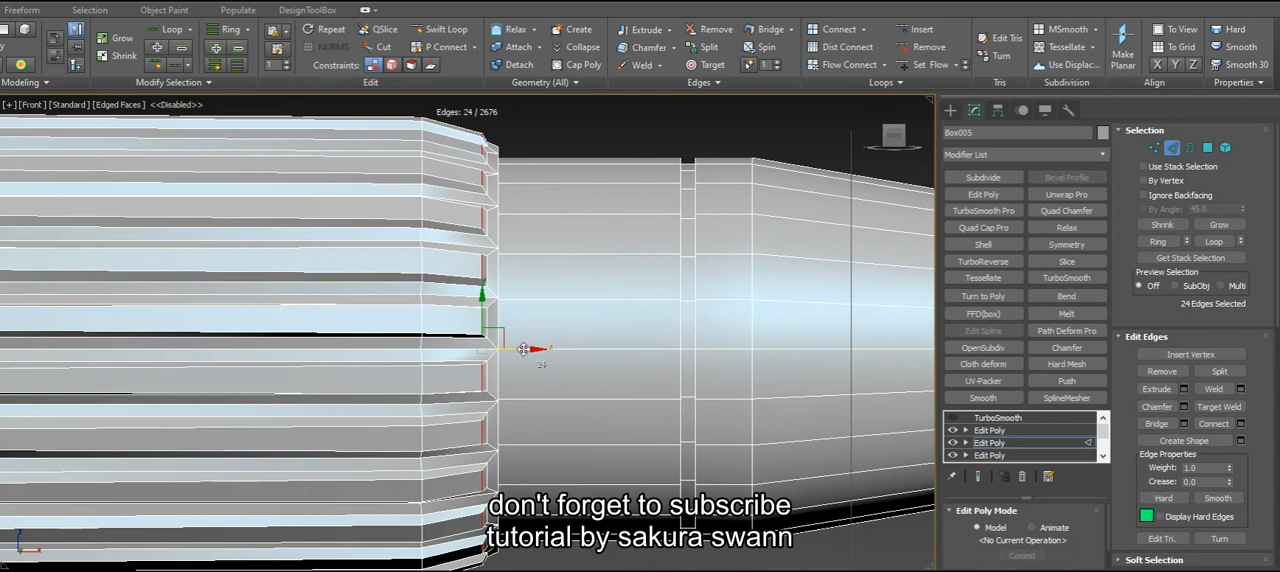 Freeform Selection Object Paint Populate DesignToolBox
Grow Loop Ring Repeat QSlice Swift Loop Relax Create Extrude Remove Bridge Connect Insert Edit Tris MSmooth Hard
Shrink NURMS Cut P Connect Attach Collapse Chamfer Split Spin Dist Connect Remove Turn Make Planar To View To Grid Tessellate Smooth
1 Constraints: Detach Cap Poly Weld Target 1 Flow Connect Set Flow X Y Z Use Displac... Smooth 30
Modeling Modify Selection Edit Geometry (All) Edges Loops Tris Subdivision Align Properties
[+] [Front] [Standard] [Edged Faces] <<Disabled>>
Edges: 24 / 2676
24
x
don't forget to subscribe
tutorial by sakura swann
Box005
Modifier List
Subdivide Bevel Profile
Edit Poly Unwrap Pro
TurboSmooth Pro Quad Chamfer
Quad Cap Pro Relax
Shell Symmetry
TurboReverse Slice
Tessellate TurboSmooth
Turn to Poly Bend
FFD(box) Melt
Edit Spline Path Deform Pro
OpenSubdiv Chamfer
Cloth deform Hard Mesh
UV-Packer Push
Smooth SplineMesher
TurboSmooth
Edit Poly
Edit Poly
Edit Poly
Selection
Use Stack Selection
By Vertex
Ignore Backfacing
By Angle: 45.0
Shrink Grow
Ring Loop
Get Stack Selection
Preview Selection
Off SubObj Multi
24 Edges Selected
Edit Edges
Insert Vertex
Remove Split
Extrude Weld
Chamfer Target Weld
Bridge Connect
Create Shape
Edge Properties
Weight: 1.0
Crease: 0.0
Hard Smooth
Display Hard Edges
Edit Tri. Turn
Edit Poly Mode
Model Animate
<No Current Operation>
Commit
Soft Selection